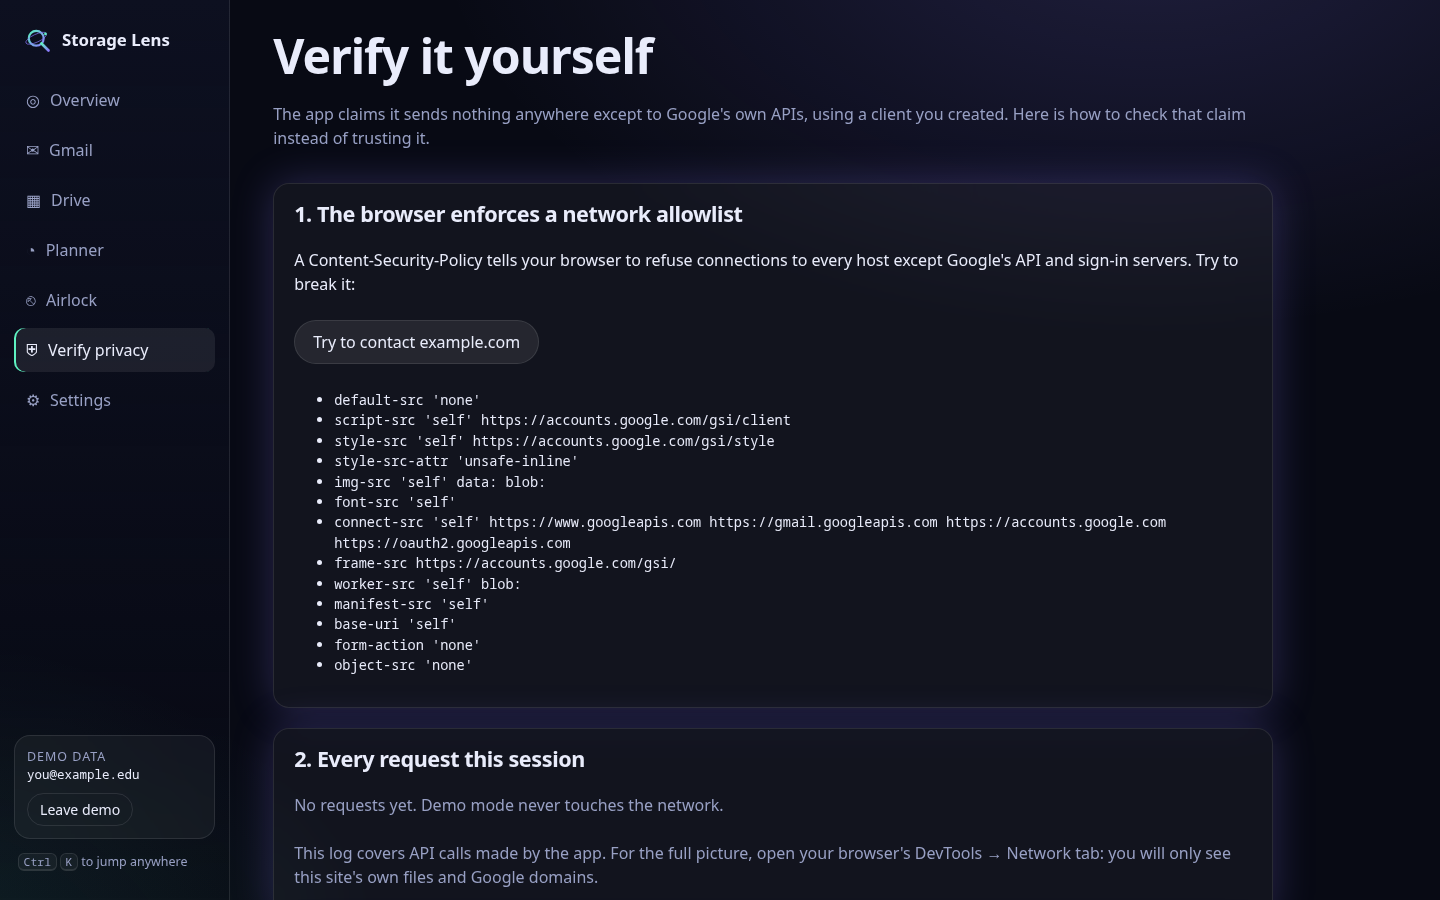 Storage Lens
Overview
Gmail
Drive
Planner
Airlock
Verify privacy
Settings
DEMO DATA
you@example.edu
Leave demo
Ctrl K to jump anywhere
Verify it yourself
The app claims it sends nothing anywhere except to Google's own APIs, using a client you created. Here is how to check that claim
instead of trusting it.
1. The browser enforces a network allowlist
A Content-Security-Policy tells your browser to refuse connections to every host except Google's API and sign-in servers. Try to
break it:
Try to contact example.com
default-src 'none'
script-src 'self' https://accounts.google.com/gsi/client
style-src 'self' https://accounts.google.com/gsi/style
style-src-attr 'unsafe-inline'
img-src 'self' data: blob:
font-src 'self'
connect-src 'self' https://www.googleapis.com https://gmail.googleapis.com https://accounts.google.com
https://oauth2.googleapis.com
frame-src https://accounts.google.com/gsi/
worker-src 'self' blob:
manifest-src 'self'
base-uri 'self'
form-action 'none'
object-src 'none'
2. Every request this session
No requests yet. Demo mode never touches the network.
This log covers API calls made by the app. For the full picture, open your browser's DevTools → Network tab: you will only see
this site's own files and Google domains.